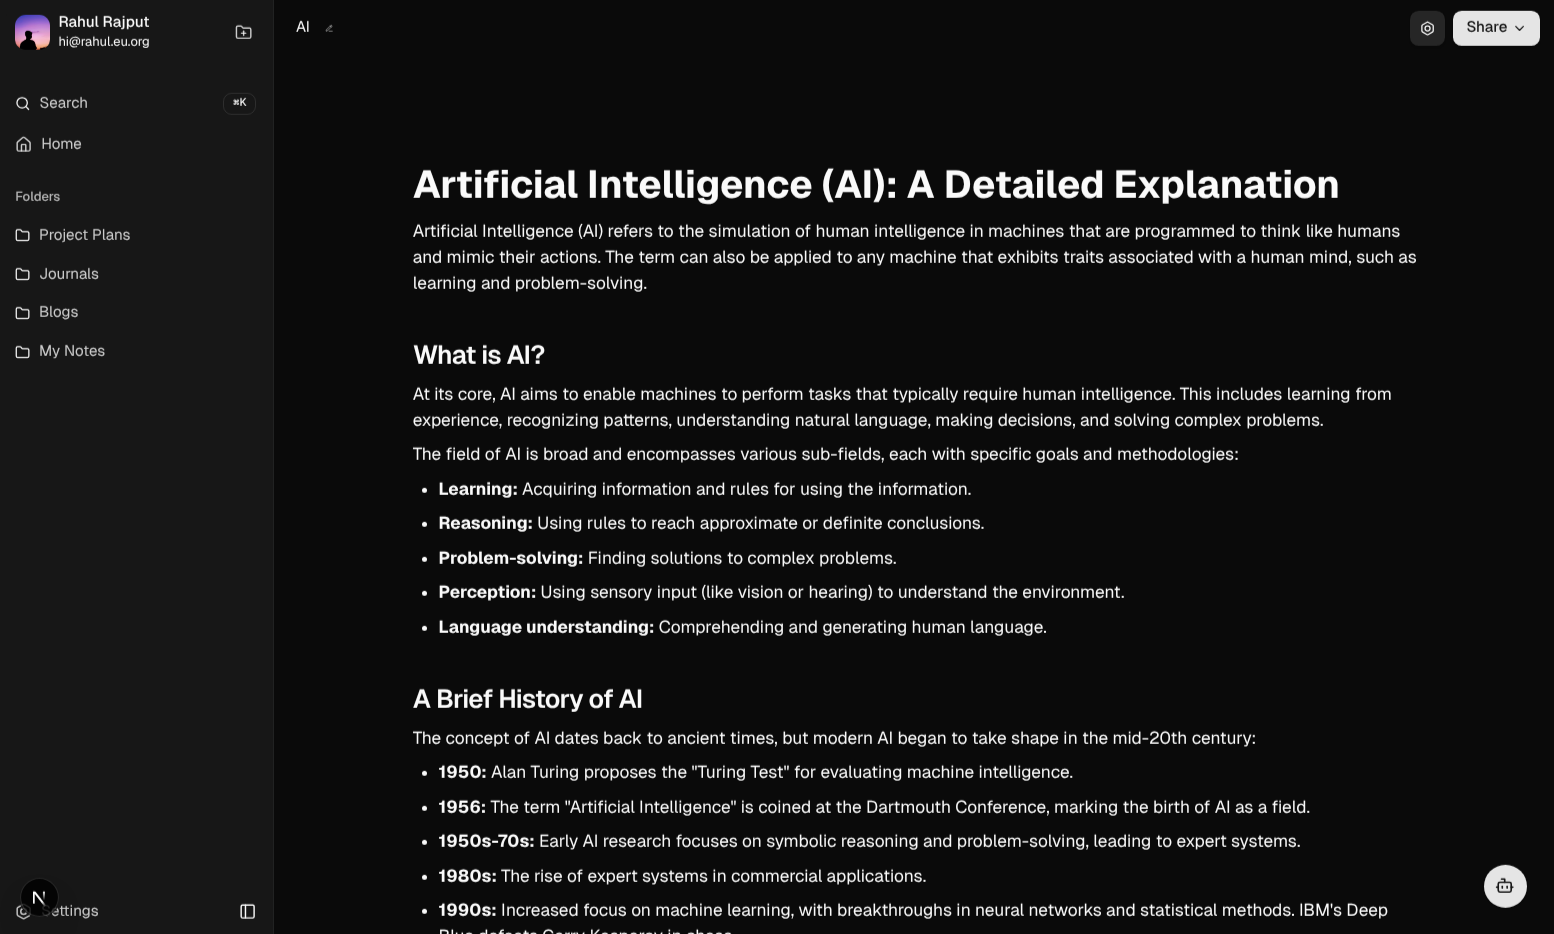 Rahul Rajput
hi@rahul.eu.org
Search
⌘K
Home
Folders
Project Plans
Journals
Blogs
My Notes
N
Settings
AI
Share
Artificial Intelligence (AI): A Detailed Explanation
Artificial Intelligence (AI) refers to the simulation of human intelligence in machines that are programmed to think like humans
and mimic their actions. The term can also be applied to any machine that exhibits traits associated with a human mind, such as
learning and problem-solving.
What is AI?
At its core, AI aims to enable machines to perform tasks that typically require human intelligence. This includes learning from
experience, recognizing patterns, understanding natural language, making decisions, and solving complex problems.
The field of AI is broad and encompasses various sub-fields, each with specific goals and methodologies:
• Learning: Acquiring information and rules for using the information.
• Reasoning: Using rules to reach approximate or definite conclusions.
• Problem-solving: Finding solutions to complex problems.
• Perception: Using sensory input (like vision or hearing) to understand the environment.
• Language understanding: Comprehending and generating human language.
A Brief History of AI
The concept of AI dates back to ancient times, but modern AI began to take shape in the mid-20th century:
• 1950: Alan Turing proposes the "Turing Test" for evaluating machine intelligence.
• 1956: The term "Artificial Intelligence" is coined at the Dartmouth Conference, marking the birth of AI as a field.
• 1950s-70s: Early AI research focuses on symbolic reasoning and problem-solving, leading to expert systems.
• 1980s: The rise of expert systems in commercial applications.
• 1990s: Increased focus on machine learning, with breakthroughs in neural networks and statistical methods. IBM's Deep
Blue defeats Garry Kasparov in chess.